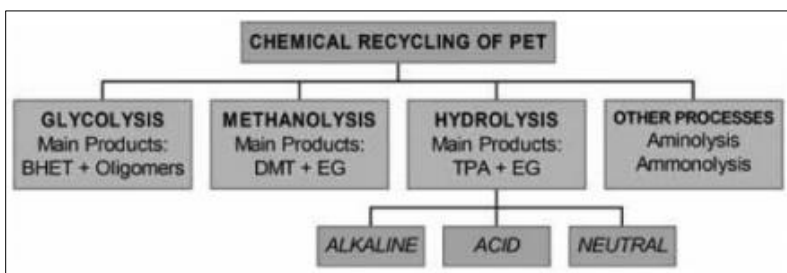 CHEMICAL RECYCLING OF PET
GLYCOLYSIS
Main Products:
BHET + Oligomers
METHANOLYSIS
Main Products:
DMT + EG
HYDROLYSIS
Main Products:
TPA + EG
OTHER PROCESSES
Aminolysis
Ammonolysis
ALKALINE
ACID
NEUTRAL